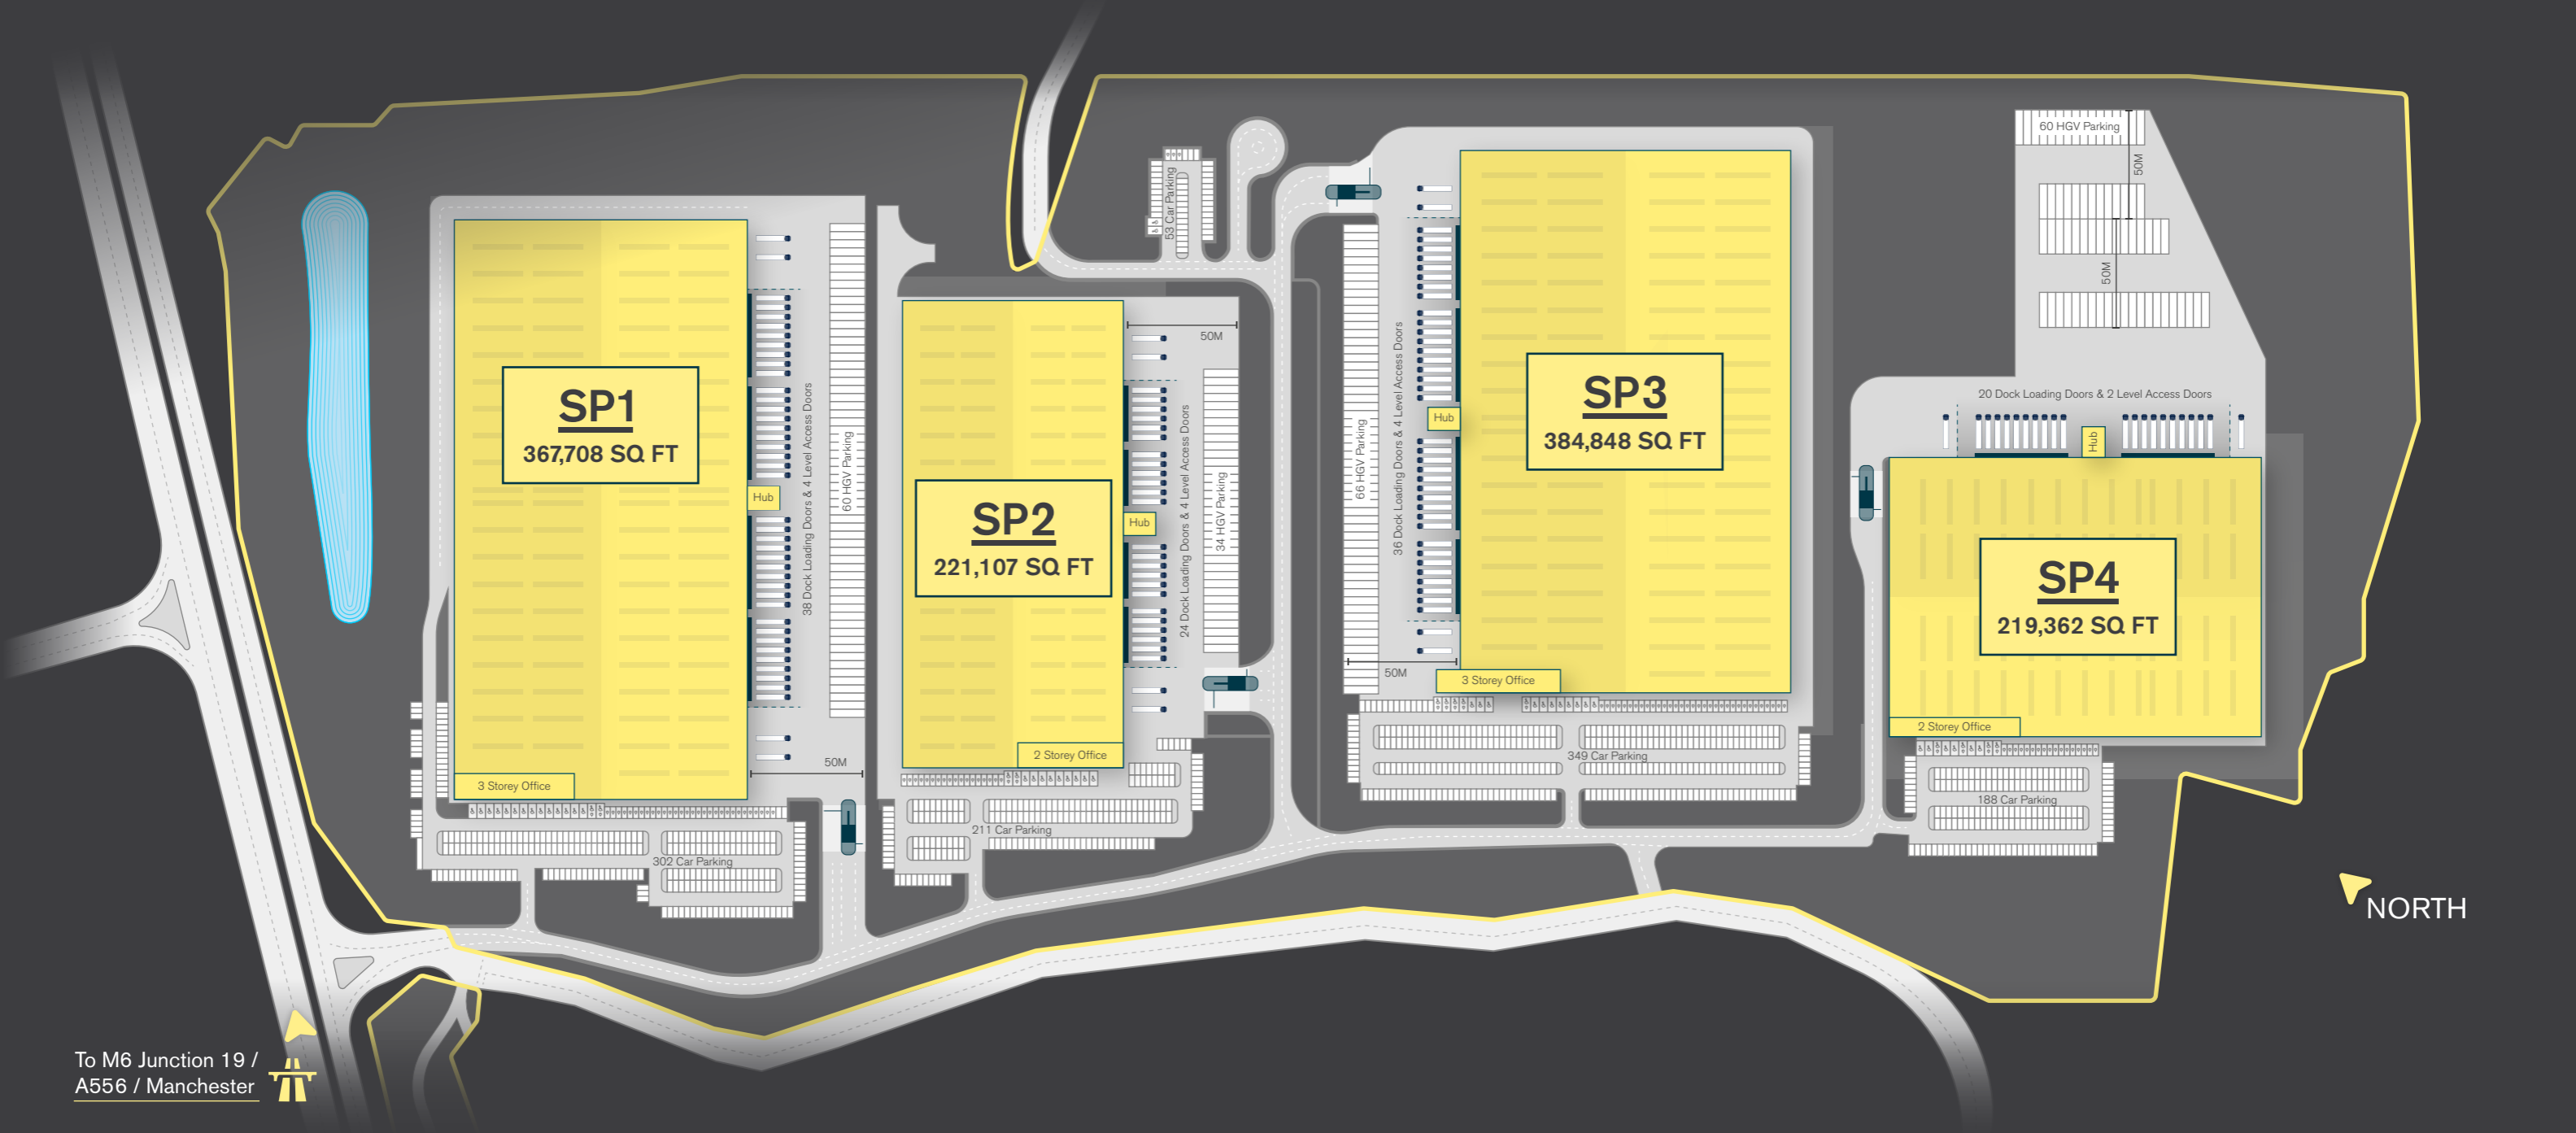 SP1
367,708 SQ FT
Hub
38 Dock Loading Doors & 4 Level Access Doors
60 HGV Parking
50M
3 Storey Office
302 Car Parking
SP2
221,107 SQ FT
Hub
24 Dock Loading Doors & 4 Level Access Doors
34 HGV Parking
50M
2 Storey Office
211 Car Parking
53 Car Parking
SP3
384,848 SQ FT
Hub
36 Dock Loading Doors & 4 Level Access Doors
66 HGV Parking
50M
3 Storey Office
349 Car Parking
60 HGV Parking
50M
50M
20 Dock Loading Doors & 2 Level Access Doors
Hub
SP4
219,362 SQ FT
2 Storey Office
188 Car Parking
NORTH
To M6 Junction 19 /
A556 / Manchester